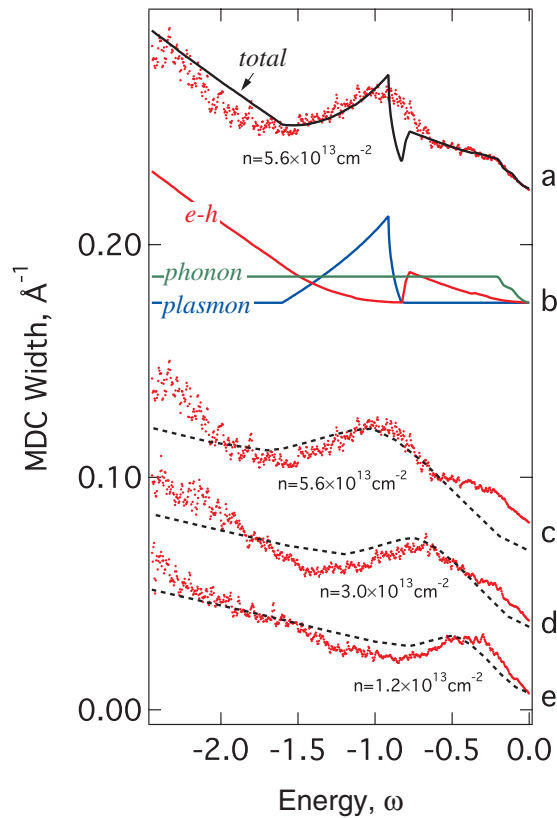 total
n=5.6×10¹³cm⁻²
a
e-h
0.20
phonon
plasmon
b
MDC Width, Å⁻¹
0.10
n=5.6×10¹³cm⁻²
c
n=3.0×10¹³cm⁻²
d
n=1.2×10¹³cm⁻²
0.00
e
-2.0 -1.5 -1.0 -0.5 0.0
Energy, ω